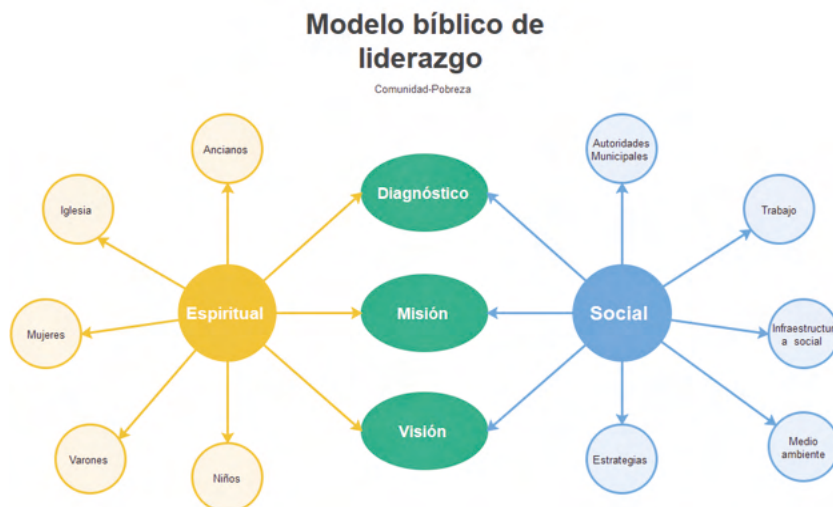 Modelo bíblico de
liderazgo
Comunidad-Pobreza
Ancianos
Iglesia
Mujeres
Varones
Niños
Espiritual
Diagnóstico
Misión
Visión
Social
Autoridades
Municipales
Trabajo
Infraestructur
a social
Medio
ambiente
Estrategias